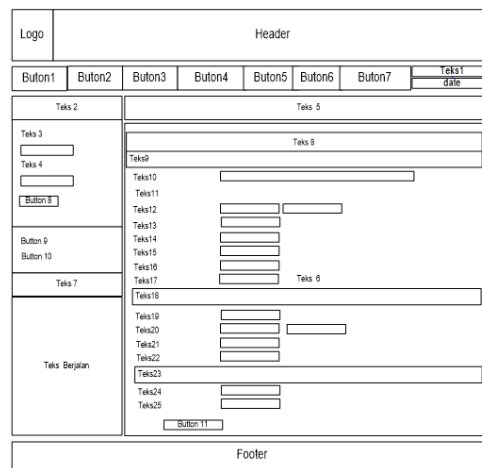 Logo
Header
Buton1 Buton2 Buton3 Buton4 Buton5 Buton6 Buton7
Teks1
date
Teks 2
Teks 3
Teks 4
Button 8
Button 9
Button 10
Teks 7
Teks Berjalan
Teks 5
Teks 8
Teks9
Teks10
Teks11
Teks12
Teks13
Teks14
Teks15
Teks16
Teks17 Teks 6
Teks18
Teks19
Teks20
Teks21
Teks22
Teks23
Teks24
Teks25
Button 11
Footer